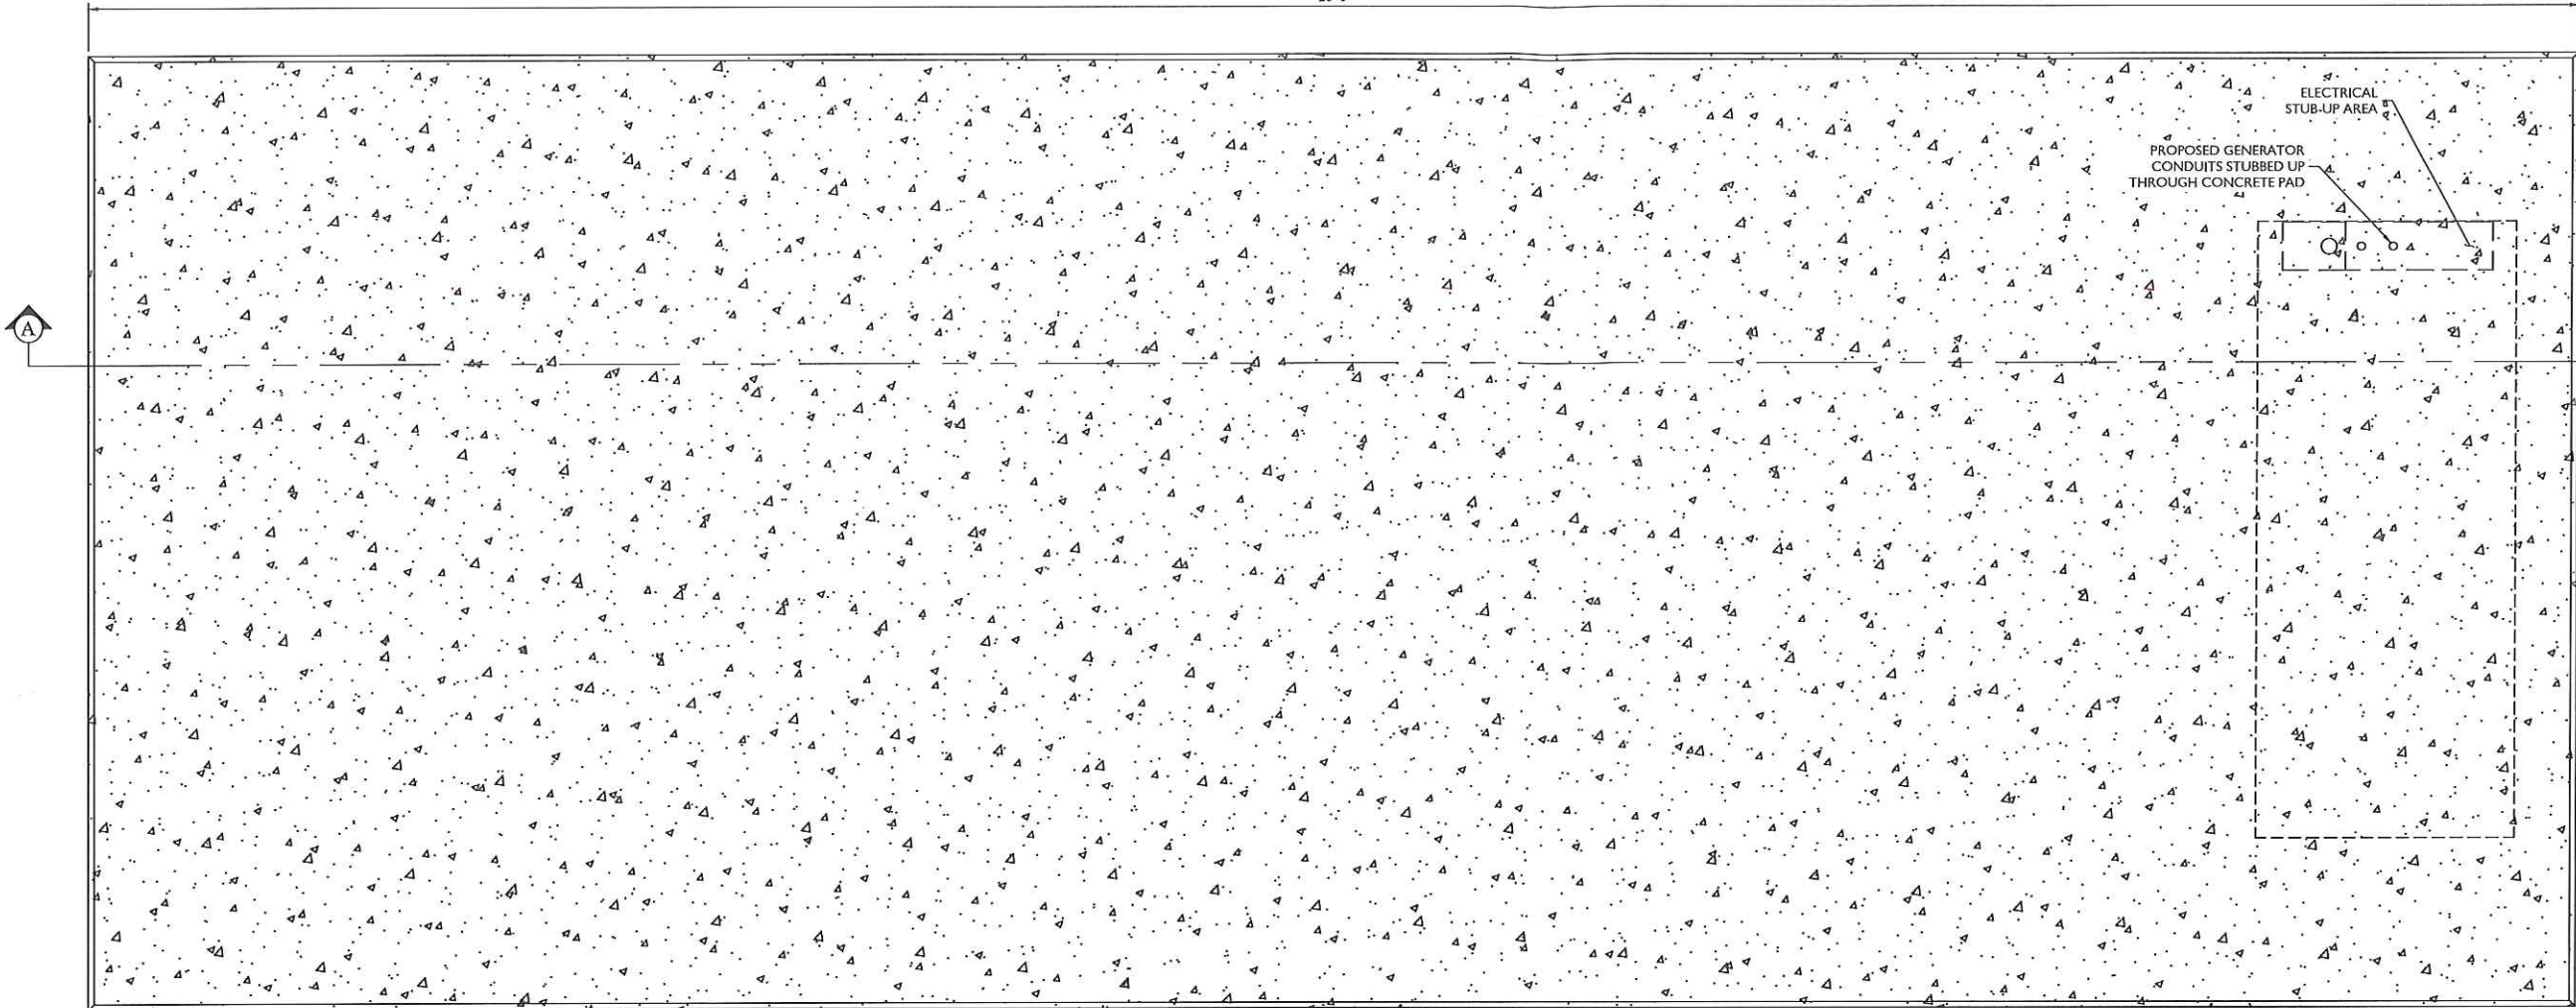 ELECTRICAL
STUB-UP AREA
PROPOSED GENERATOR
CONDUITS STUBBED UP
THROUGH CONCRETE PAD
A